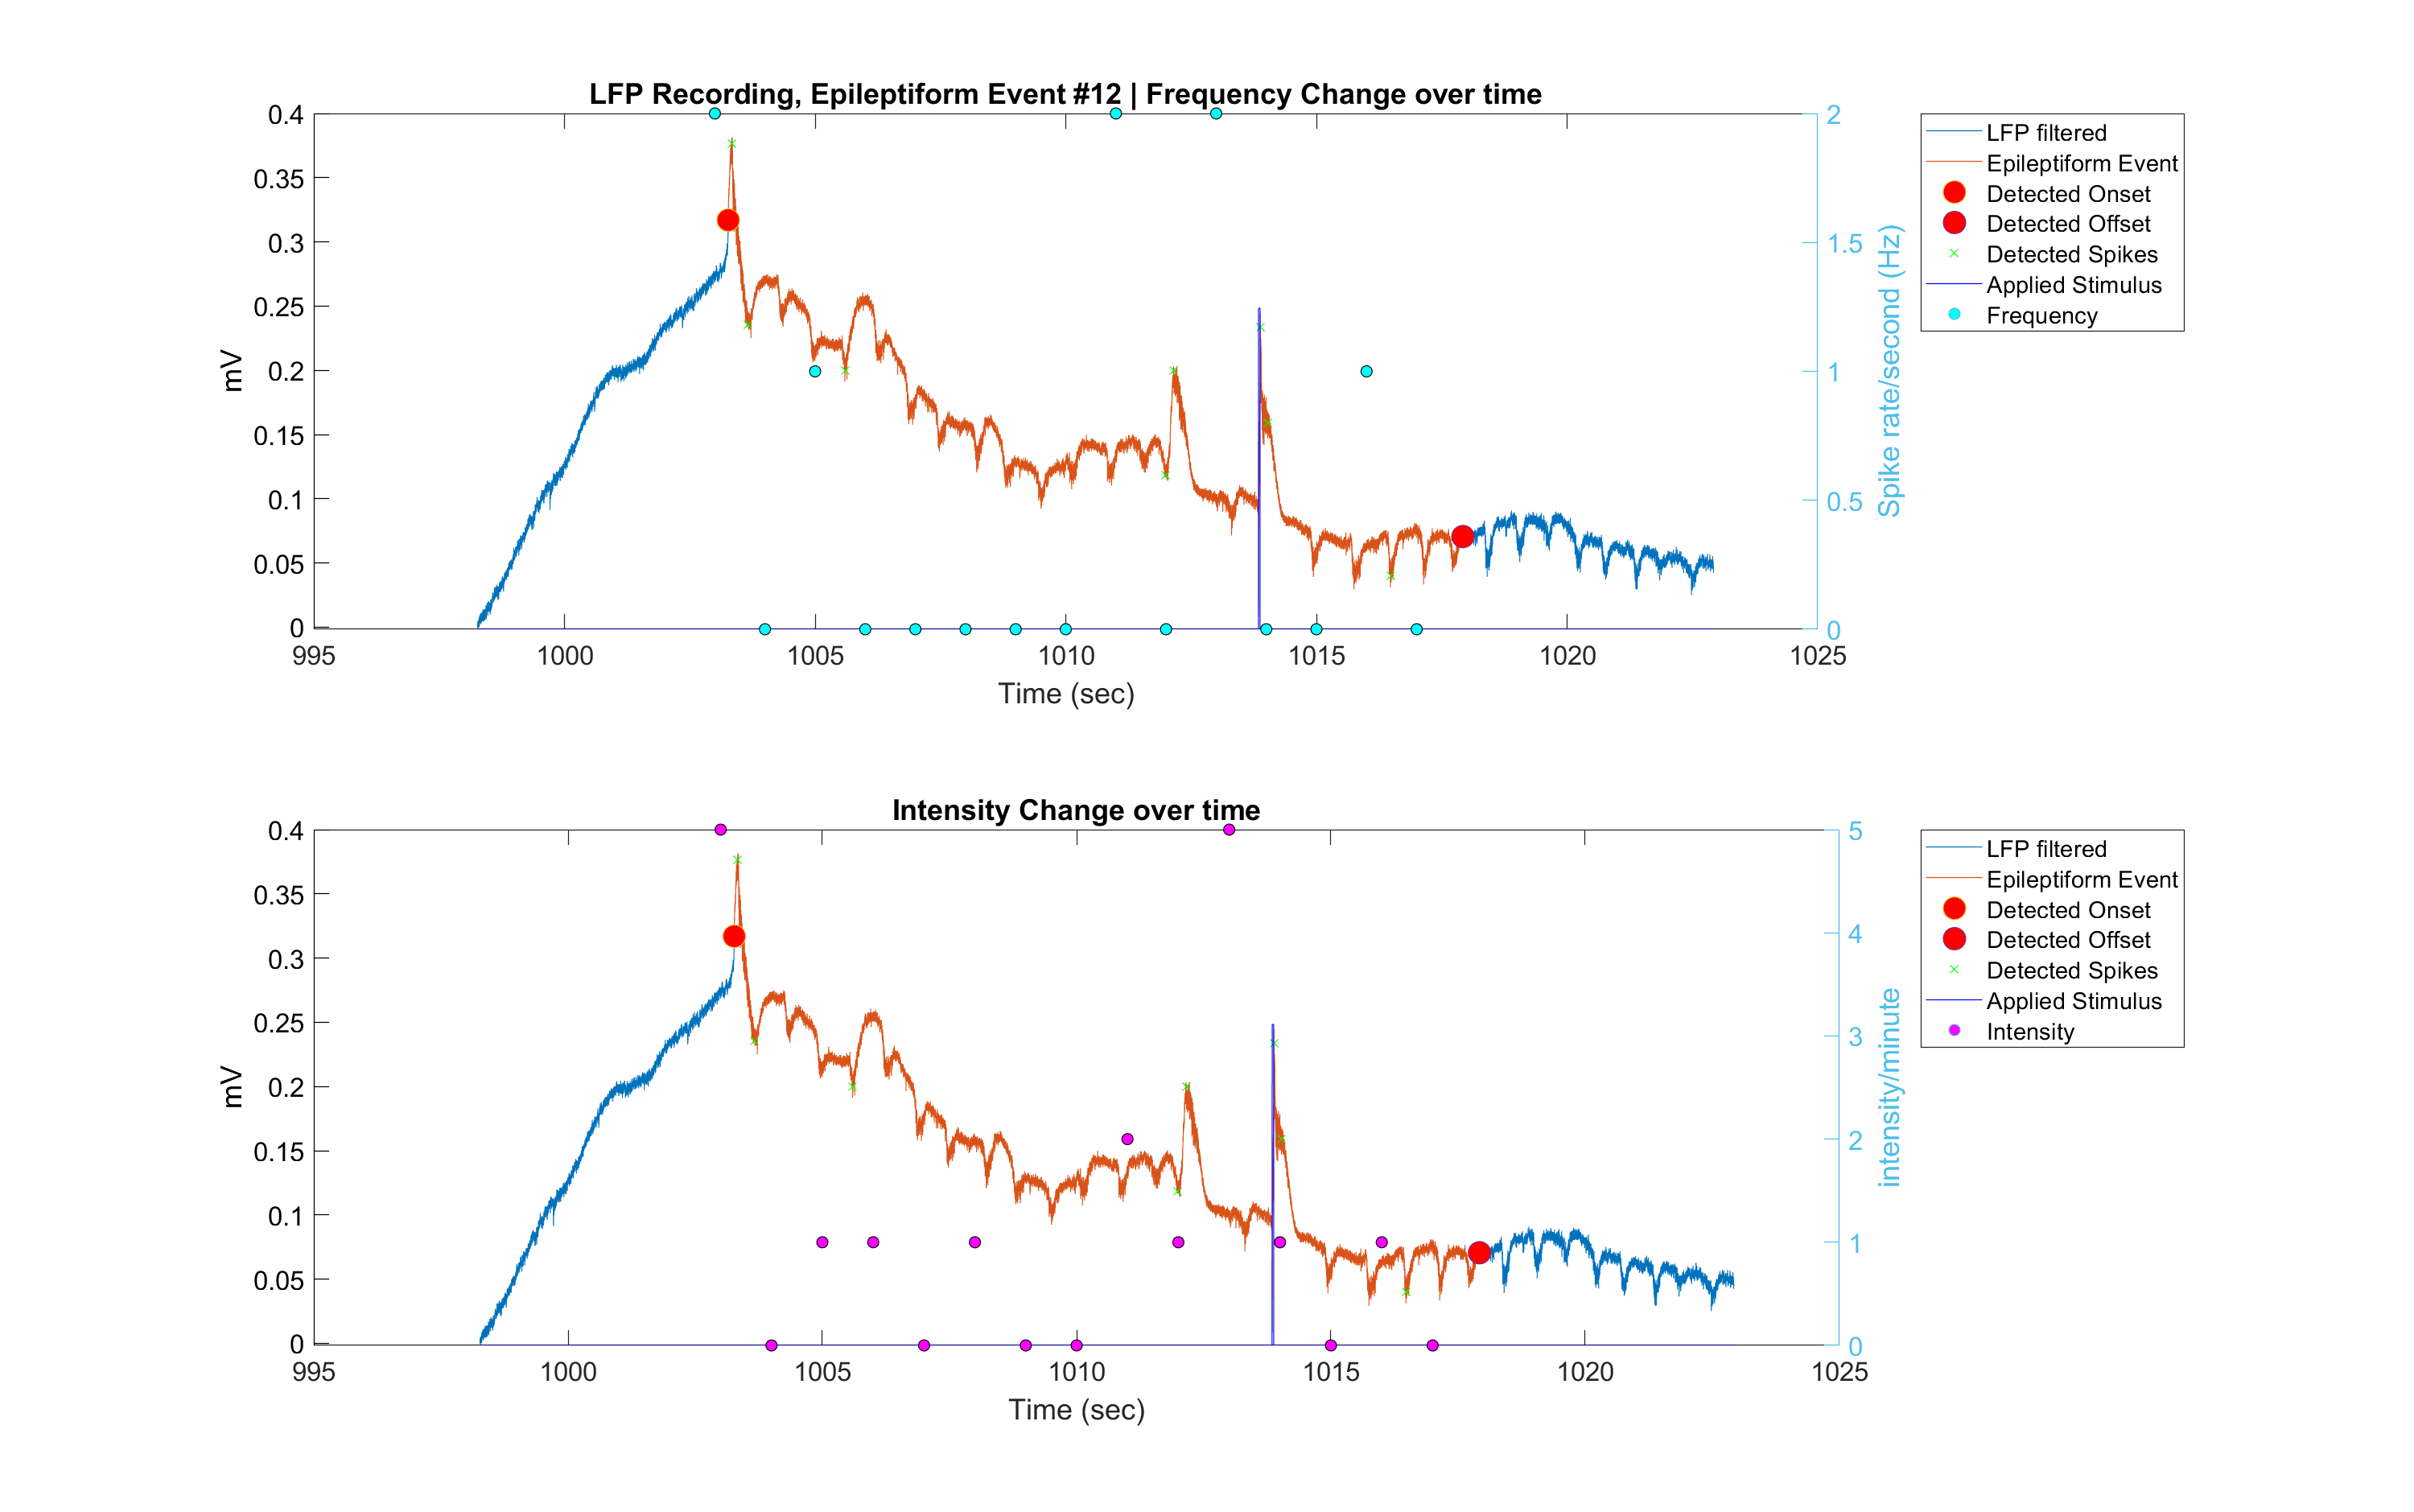 LFP Recording, Epileptiform Event #12 | Frequency Change over time
0.4
0.35
0.3
0.25
0.2
0.15
0.1
0.05
0
mV
995
1000
1005
1010
1015
1020
1025
Time (sec)
2
1.5
1
0.5
0
Spike rate/second (Hz)
LFP filtered
Epileptiform Event
Detected Onset
Detected Offset
Detected Spikes
Applied Stimulus
Frequency
Intensity Change over time
0.4
0.35
0.3
0.25
0.2
0.15
0.1
0.05
0
mV
995
1000
1005
1010
1015
1020
1025
Time (sec)
5
4
3
2
1
0
intensity/minute
LFP filtered
Epileptiform Event
Detected Onset
Detected Offset
Detected Spikes
Applied Stimulus
Intensity